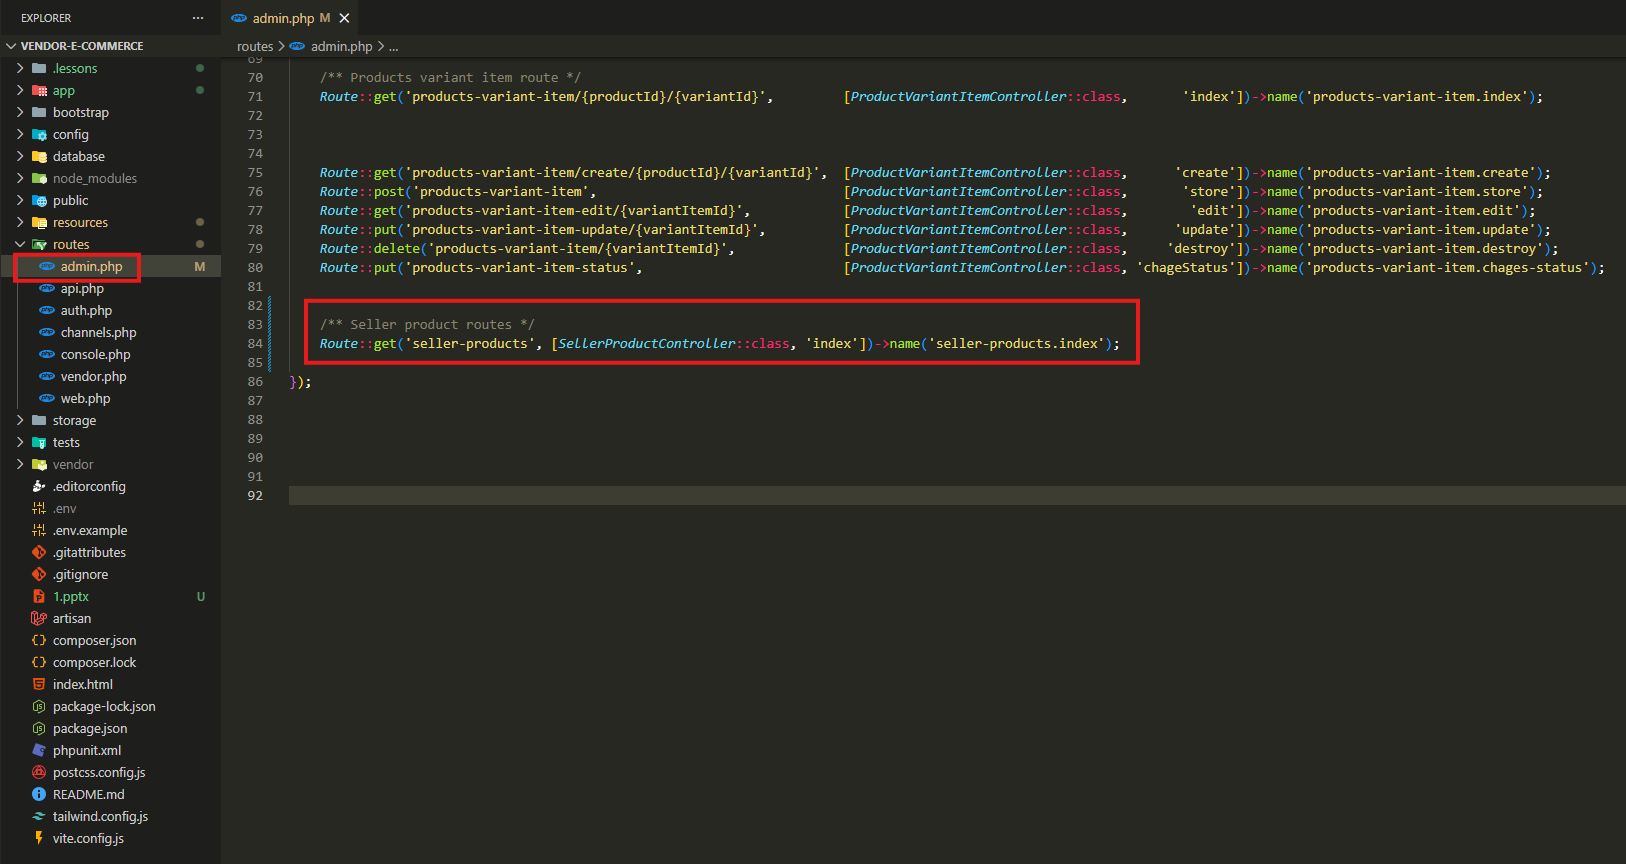 EXPLORER
···
admin.php M ×
VENDOR-E-COMMERCE
routes > admin.php > ...
.lessons
app
bootstrap
config
database
node_modules
public
resources
routes
admin.php M
api.php
auth.php
channels.php
console.php
vendor.php
web.php
storage
tests
vendor
.editorconfig
.env
.env.example
.gitattributes
.gitignore
1.pptx U
artisan
composer.json
composer.lock
index.html
package-lock.json
package.json
phpunit.xml
postcss.config.js
README.md
tailwind.config.js
vite.config.js
69
70 /** Products variant item route */
71 Route::get('products-variant-item/{productId}/{variantId}', [ProductVariantItemController::class, 'index'])->name('products-variant-item.index');
72
73
74
75 Route::get('products-variant-item/create/{productId}/{variantId}', [ProductVariantItemController::class, 'create'])->name('products-variant-item.create');
76 Route::post('products-variant-item', [ProductVariantItemController::class, 'store'])->name('products-variant-item.store');
77 Route::get('products-variant-item-edit/{variantItemId}', [ProductVariantItemController::class, 'edit'])->name('products-variant-item.edit');
78 Route::put('products-variant-item-update/{variantItemId}', [ProductVariantItemController::class, 'update'])->name('products-variant-item.update');
79 Route::delete('products-variant-item/{variantItemId}', [ProductVariantItemController::class, 'destroy'])->name('products-variant-item.destroy');
80 Route::put('products-variant-item-status', [ProductVariantItemController::class, 'chageStatus'])->name('products-variant-item.chages-status');
81
82
83 /** Seller product routes */
84 Route::get('seller-products', [SellerProductController::class, 'index'])->name('seller-products.index');
85
86 });
87
88
89
90
91
92